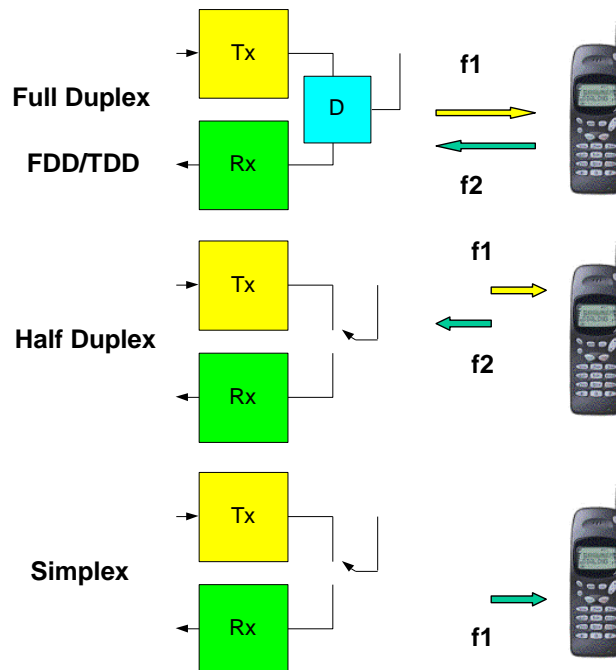 Full Duplex
FDD/TDD
Tx
D
Rx
f1
f2
Half Duplex
Tx
Rx
f1
f2
Simplex
Tx
Rx
f1